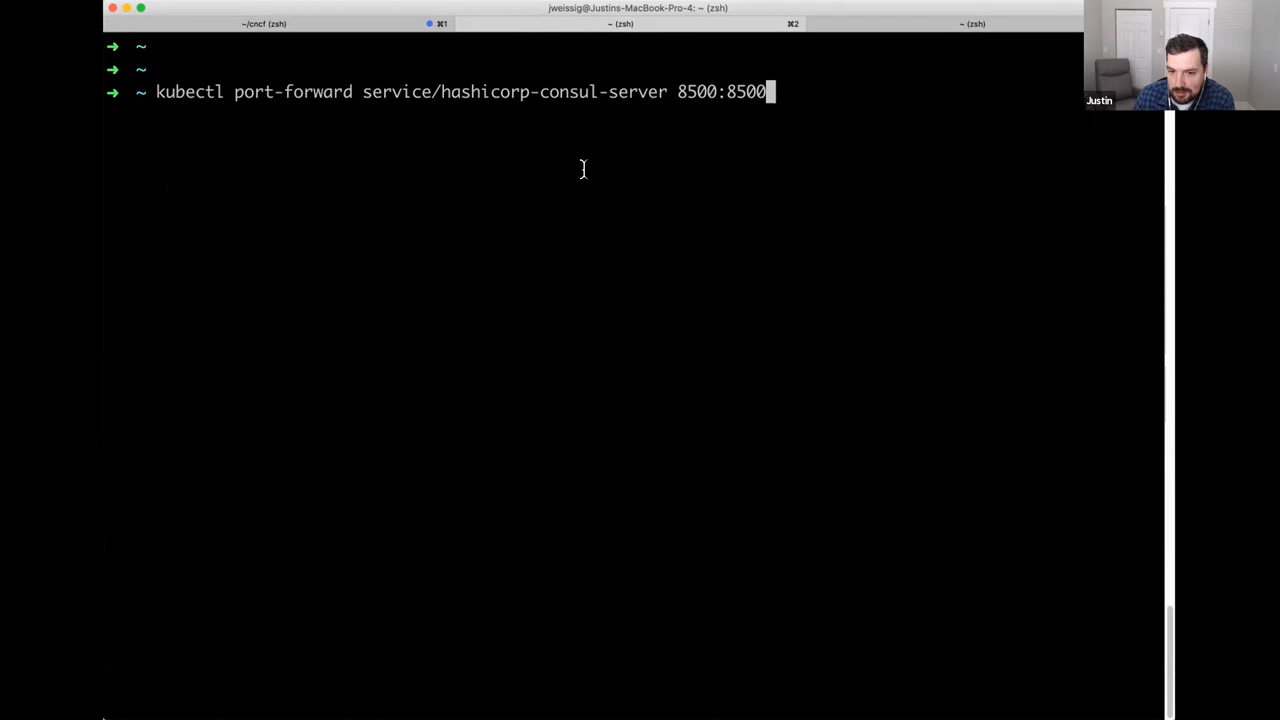 jweissig@Justins-MacBook-Pro-4: ~ (zsh)
~/cncf (zsh) ⌘1 ~ (zsh) ⌘2 ~ (zsh)
➜ ~
➜ ~
➜ ~ kubectl port-forward service/hashicorp-consul-server 8500:8500
Justin